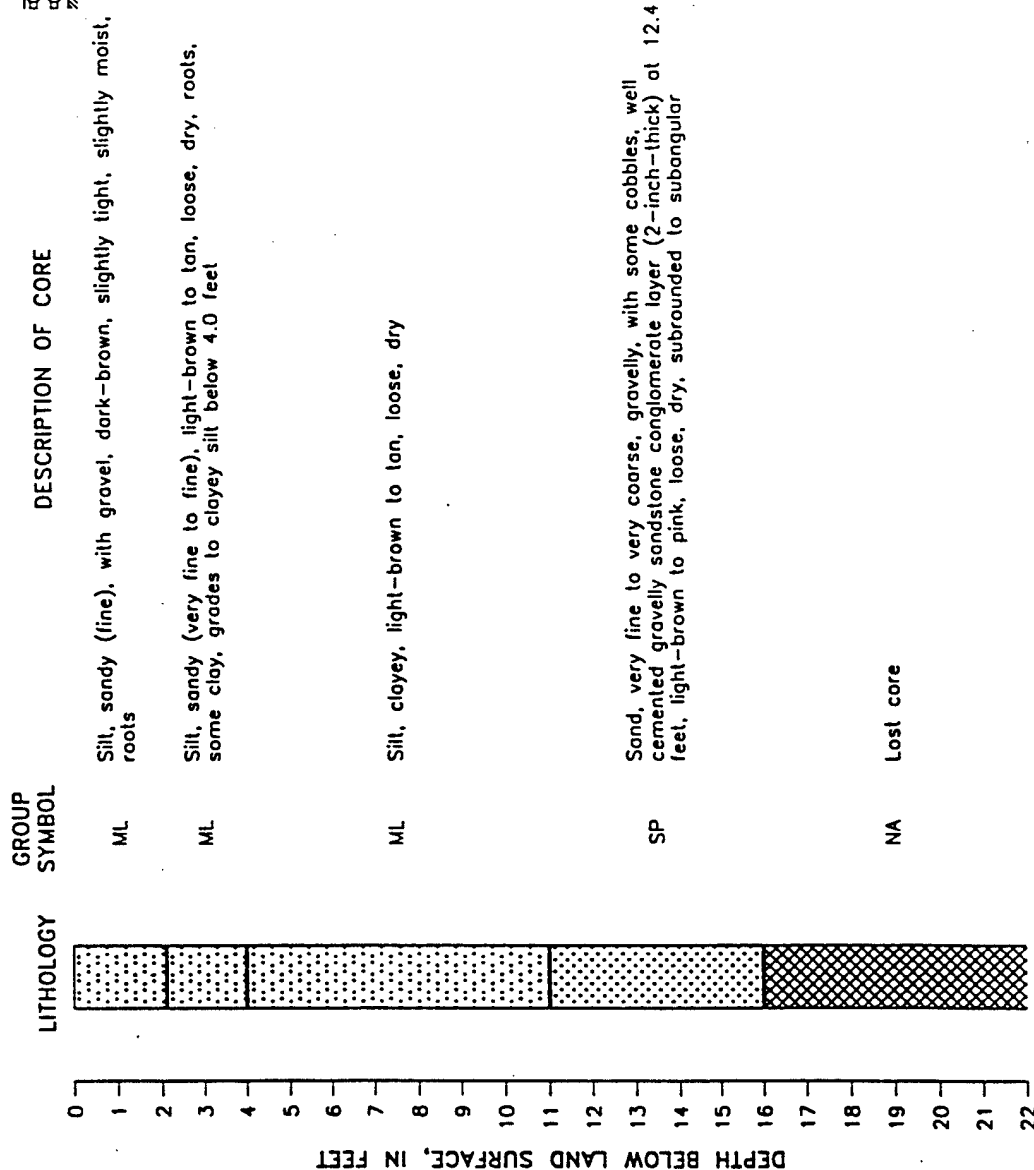 LITHOLOGY
GROUP
SYMBOL
DESCRIPTION OF CORE
DEPTH BELOW LAND SURFACE, IN FEET
0
1
2
3
4
5
6
7
8
9
10
11
12
13
14
15
16
17
18
19
20
21
22
ML
Silt, sandy (fine), with gravel, dark-brown, slightly tight, slightly moist,
roots
ML
Silt, sandy (very fine to fine), light-brown to tan, loose, dry, roots,
some clay, grades to clayey silt below 4.0 feet
ML
Silt, clayey, light-brown to tan, loose, dry
SP
Sand, very fine to very coarse, gravelly, with some cobbles, well
cemented gravelly sandstone conglomerate layer (2-inch-thick) at 12.4
feet, light-brown to pink, loose, dry, subrounded to subangular
NA
Lost core